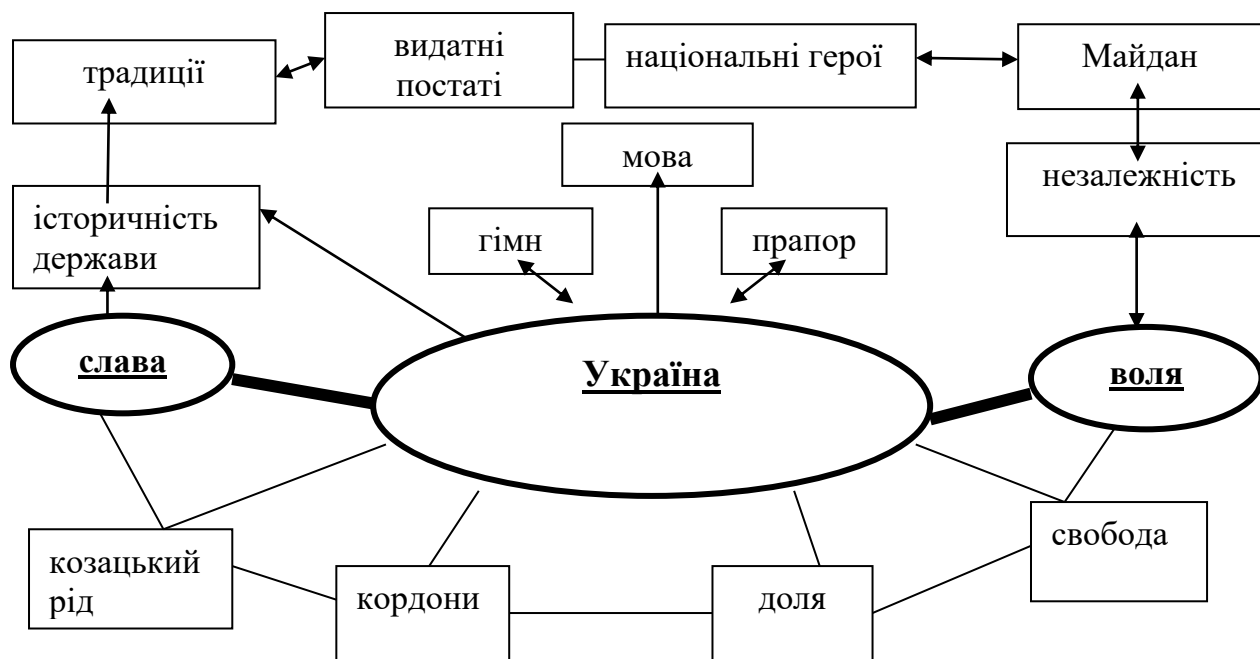 традиції
видатні
постаті
національні герої
Майдан
мова
незалежність
історичність
держави
гімн
прапор
слава
Україна
воля
козацький
рід
кордони
доля
свобода